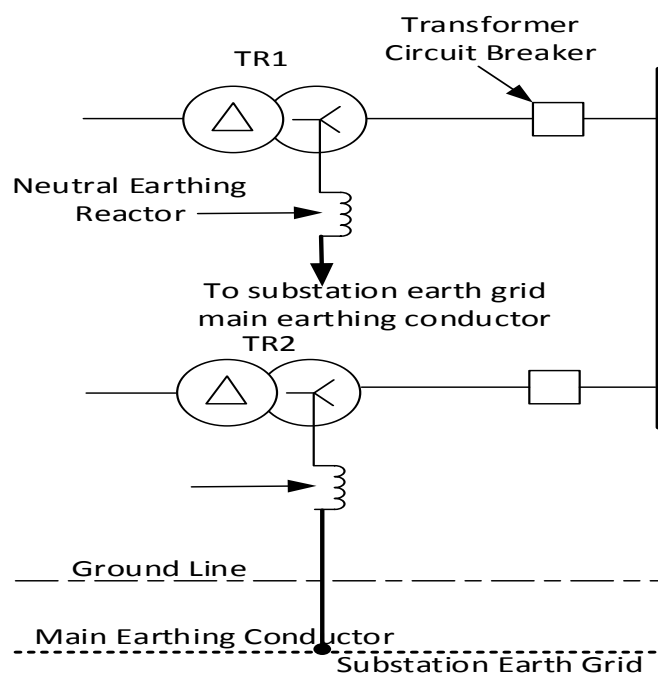 Transformer
Circuit Breaker
TR1
Neutral Earthing
Reactor
To substation earth grid
main earthing conductor
TR2
Ground Line
Main Earthing Conductor
Substation Earth Grid